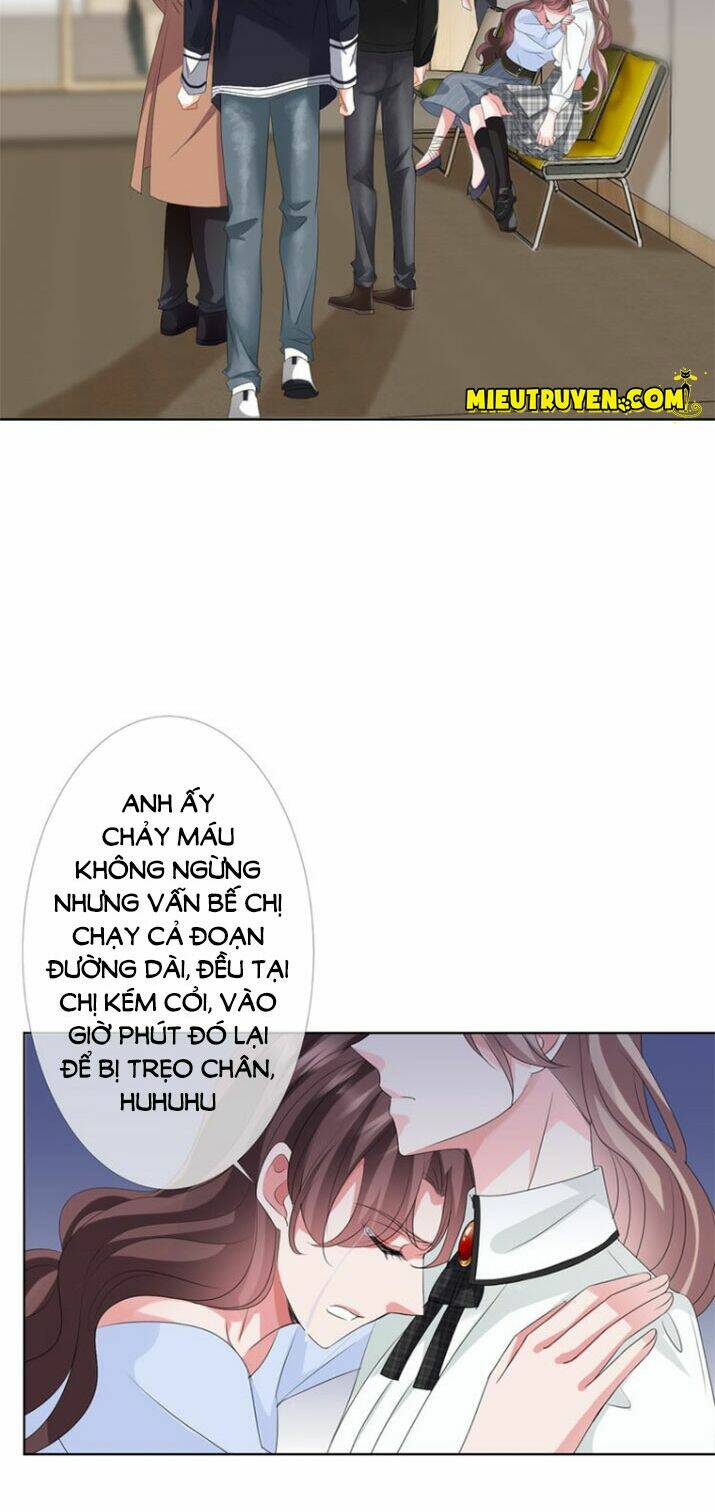 MIEUTRUYEN.COM
ANH ẤY
CHẢY MÁU
KHÔNG NGỪNG
NHƯNG VẪN BẾ CHỊ
CHẠY CẢ ĐOẠN
ĐƯỜNG DÀI, ĐỀU TẠI
CHỊ KÉM CỎI, VÀO
GIỜ PHÚT ĐÓ LẠI
ĐỂ BỊ TRẸO CHÂN,
HUHUHU